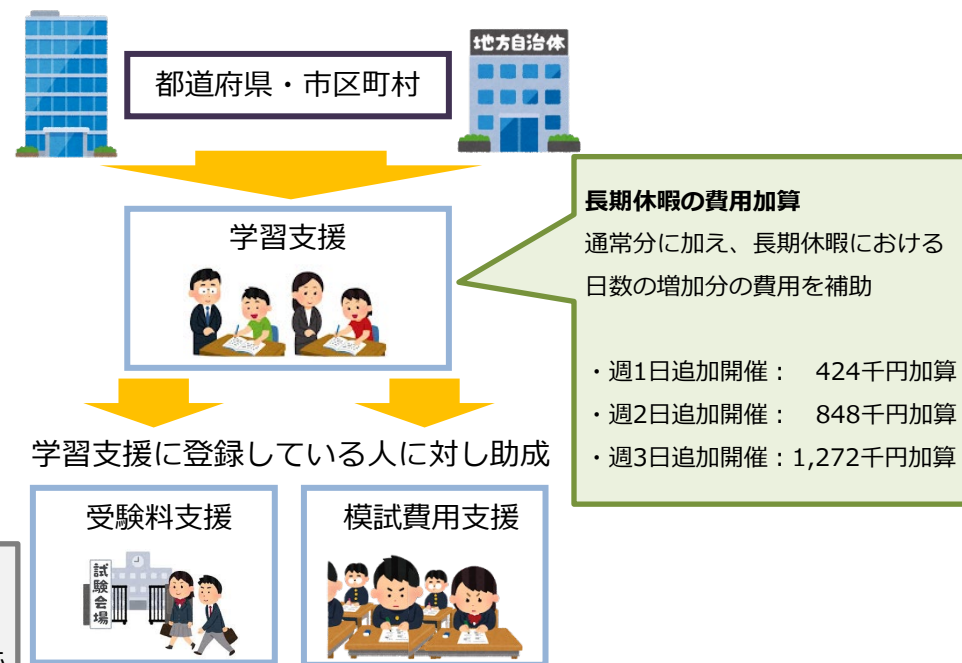 地方自治体
都道府県・市区町村
学習支援
長期休暇の費用加算
通常分に加え、長期休暇における
日数の増加分の費用を補助
・週1日追加開催： 424千円加算
・週2日追加開催： 848千円加算
・週3日追加開催：1,272千円加算
学習支援に登録している人に対し助成
受験料支援
試験会場
模試費用支援